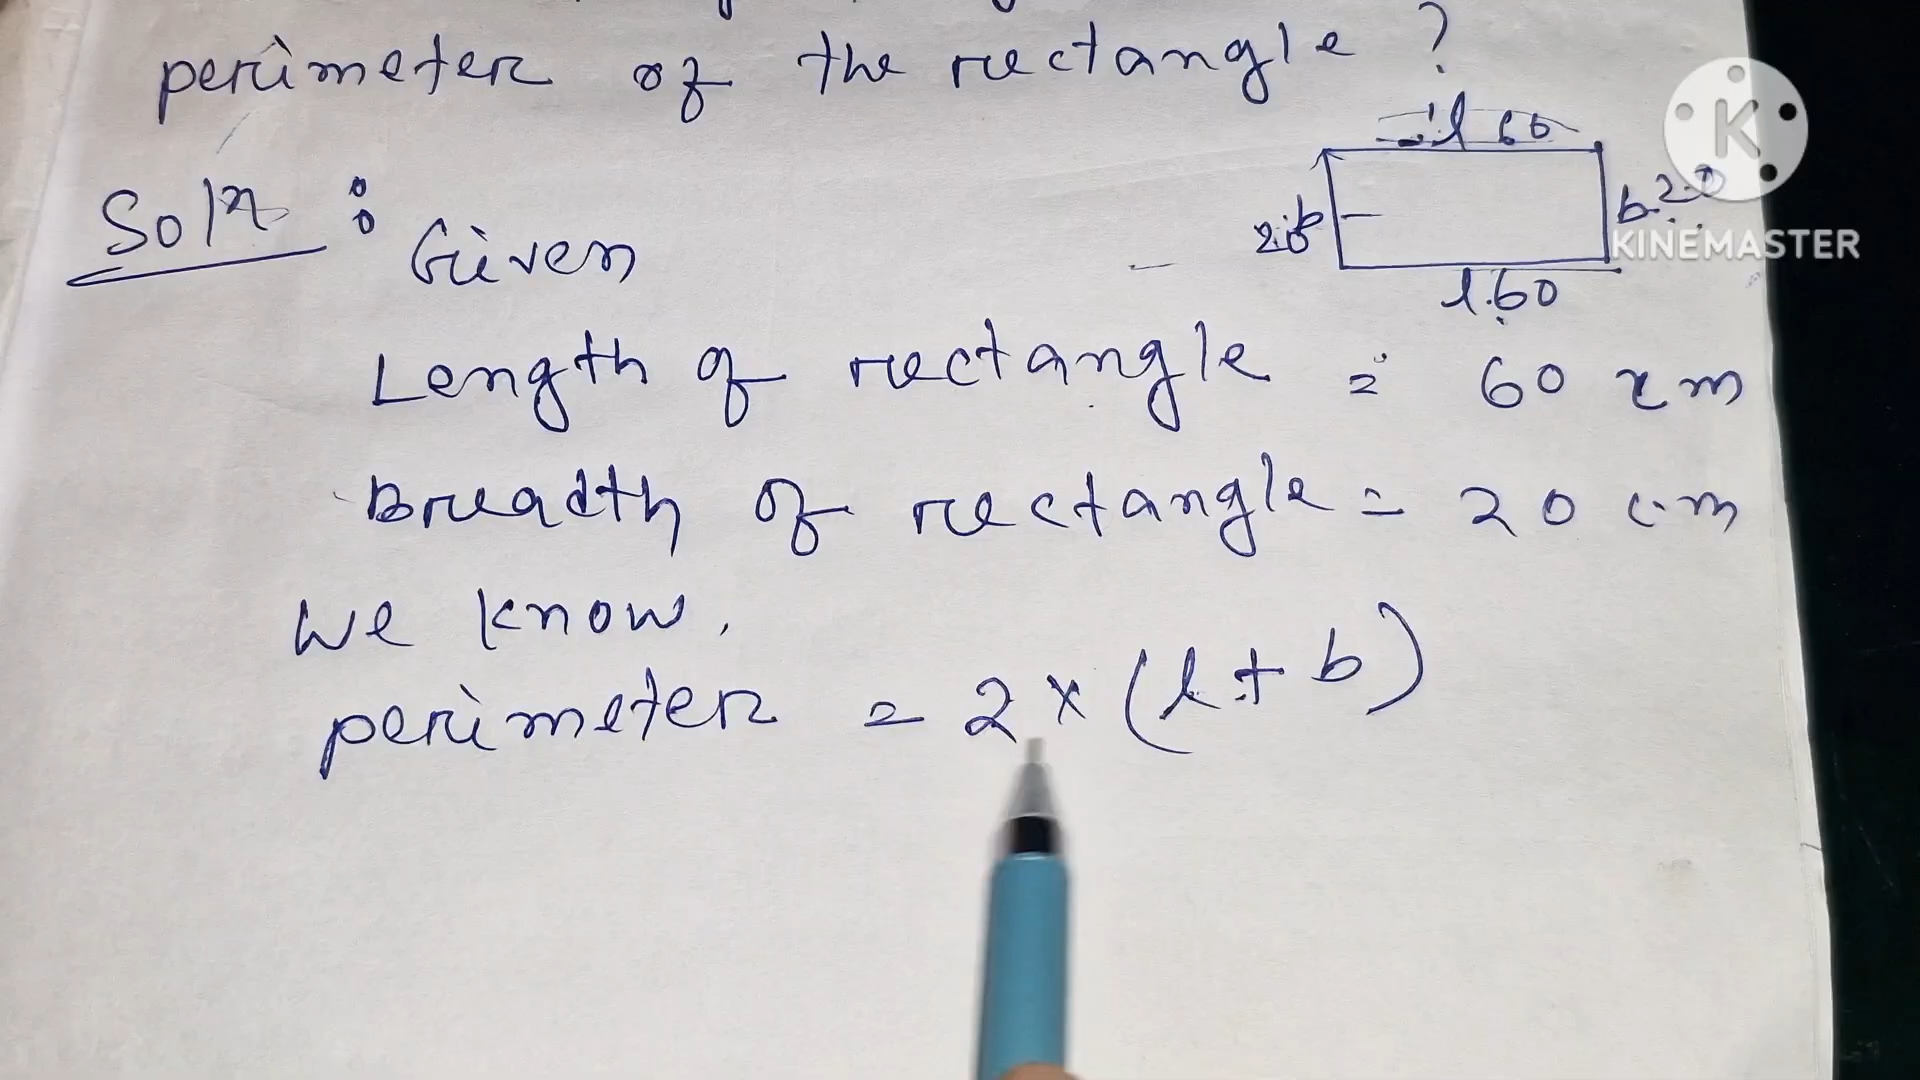 perimeter of the rectangle ?
l 60
K
b 20
20 b
KINEMASTER
l 60
Soln :
Given
Length of rectangle = 60 cm
Breadth of rectangle = 20 cm
We know,
perimeter = 2 × (l + b)